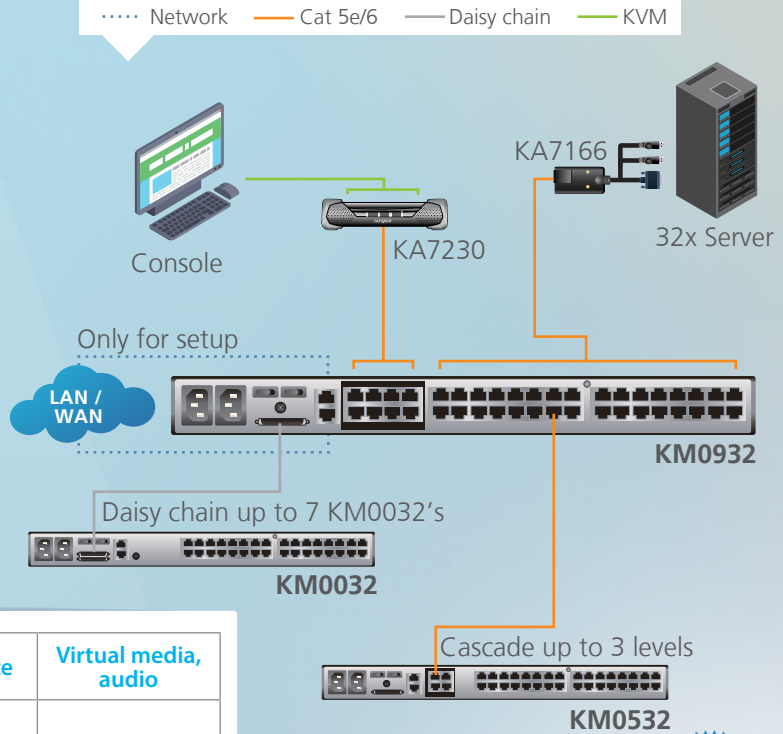 Network Cat 5e/6 Daisy chain KVM
KA7166
32x Server
KA7230
Console
Only for setup
LAN /
WAN
KM0932
Daisy chain up to 7 KM0032's
KM0032
Virtual media,
audio
Cascade up to 3 levels
KM0532